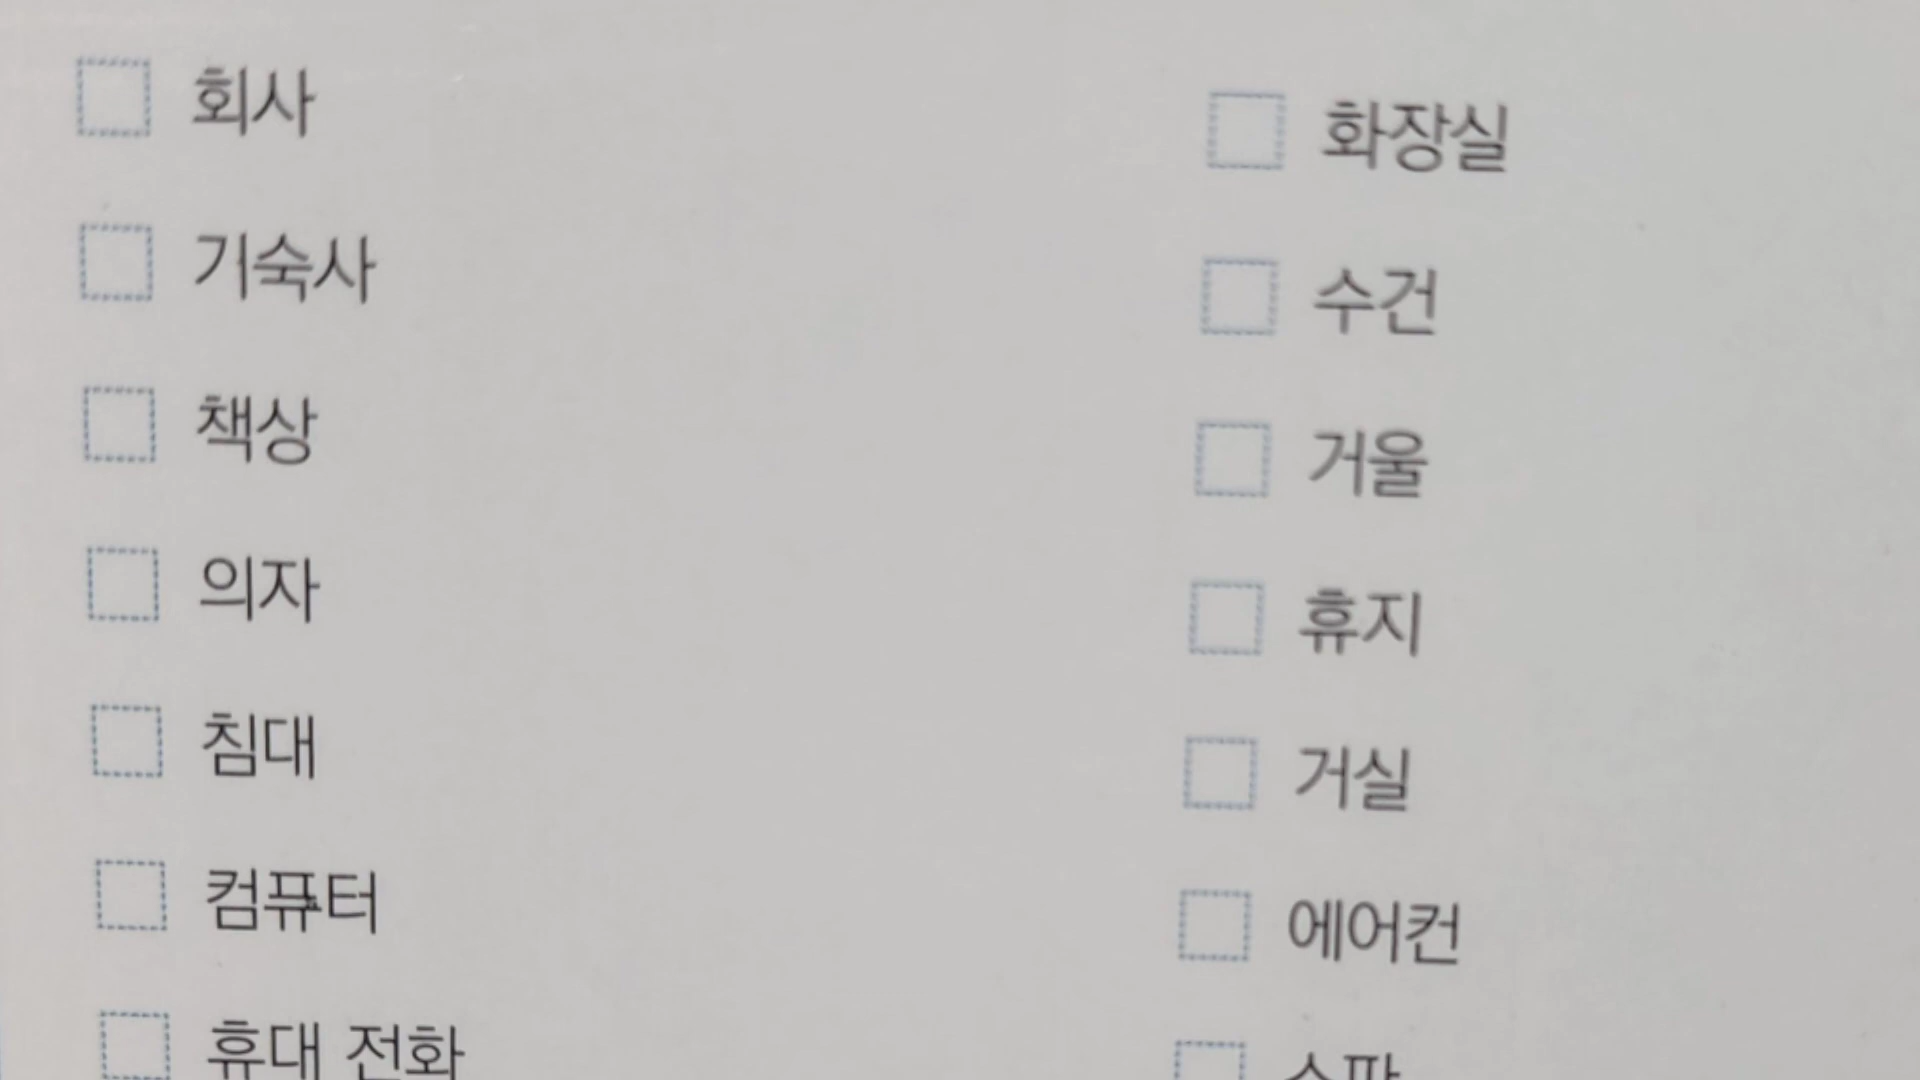 회사
기숙사
책상
의자
침대
컴퓨터
휴대 전화
화장실
수건
거울
휴지
거실
에어컨